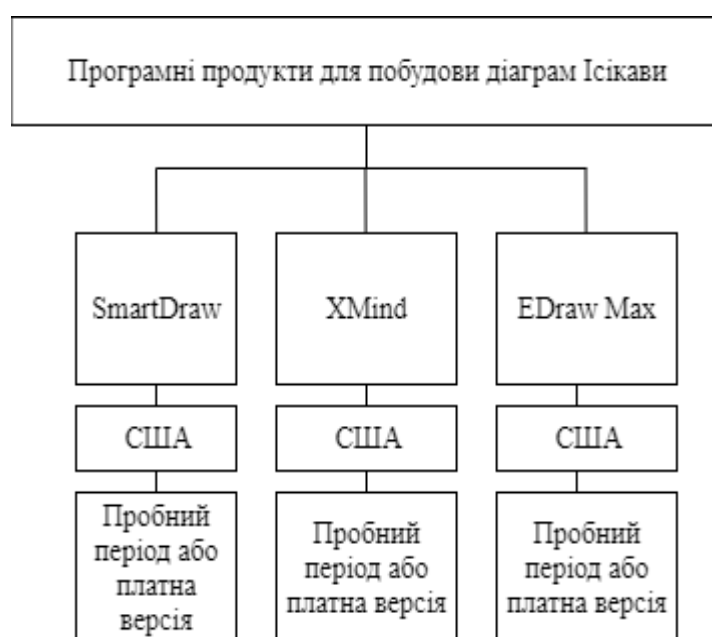 Програмні продукти для побудови діаграм Ісікави
SmartDraw
XMind
EDraw Max
США
США
США
Пробний
період або
платна
версія
Пробний
період або
платна версія
Пробний
період або
платна версія